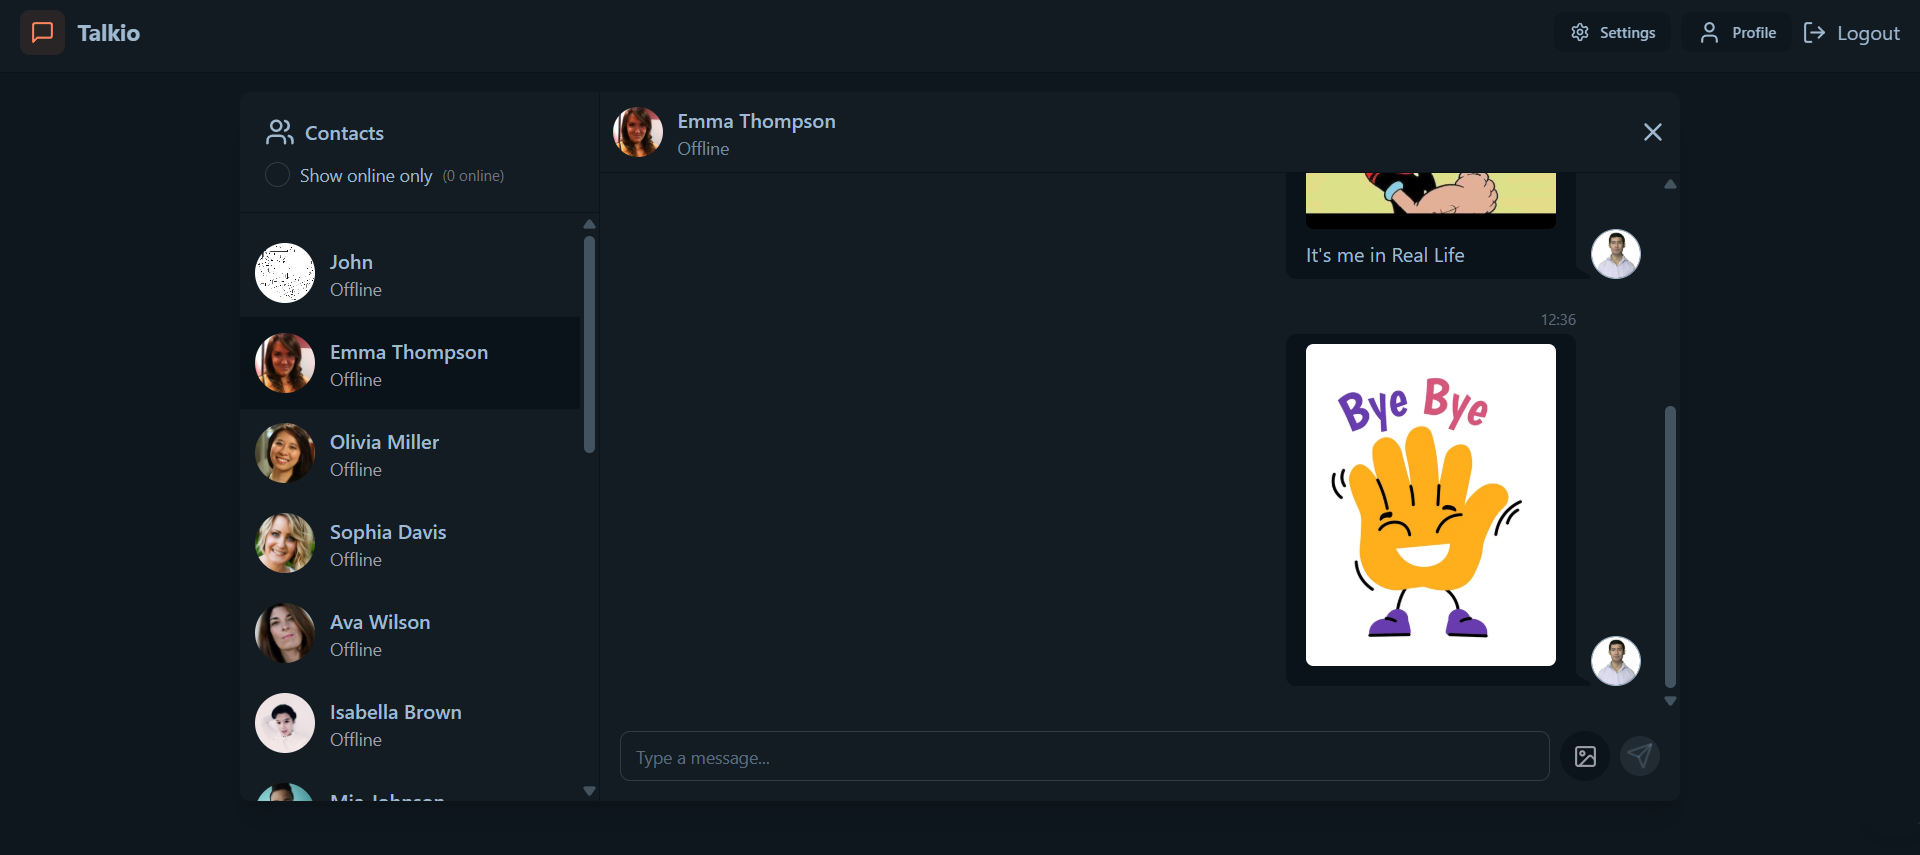 Talkio
Settings
Profile
Logout
Contacts
Show online only (0 online)
John
Offline
Emma Thompson
Offline
Olivia Miller
Offline
Sophia Davis
Offline
Ava Wilson
Offline
Isabella Brown
Offline
Mia Johnson
Emma Thompson
Offline
It's me in Real Life
12:36
Bye Bye
Type a message...